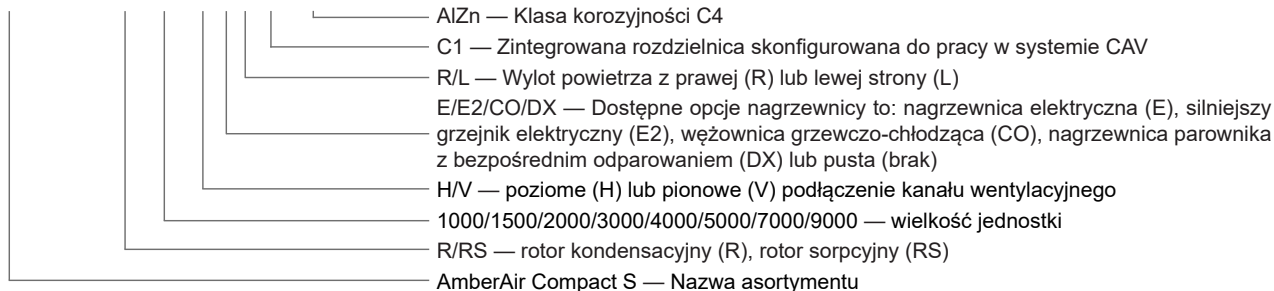 AlZn — Klasa korozyjności C4
C1 — Zintegrowana rozdzielnica skonfigurowana do pracy w systemie CAV
R/L — Wylot powietrza z prawej (R) lub lewej strony (L)
E/E2/CO/DX — Dostępne opcje nagrzewnicy to: nagrzewnica elektryczna (E), silniejszy
grzejnik elektryczny (E2), wężownica grzewczo-chłodząca (CO), nagrzewnica parownika
z bezpośrednim odparowaniem (DX) lub pusta (brak)
H/V — poziome (H) lub pionowe (V) podłączenie kanału wentylacyjnego
1000/1500/2000/3000/4000/5000/7000/9000 — wielkość jednostki
R/RS — rotor kondensacyjny (R), rotor sorpcyjny (RS)
AmberAir Compact S — Nazwa asortymentu